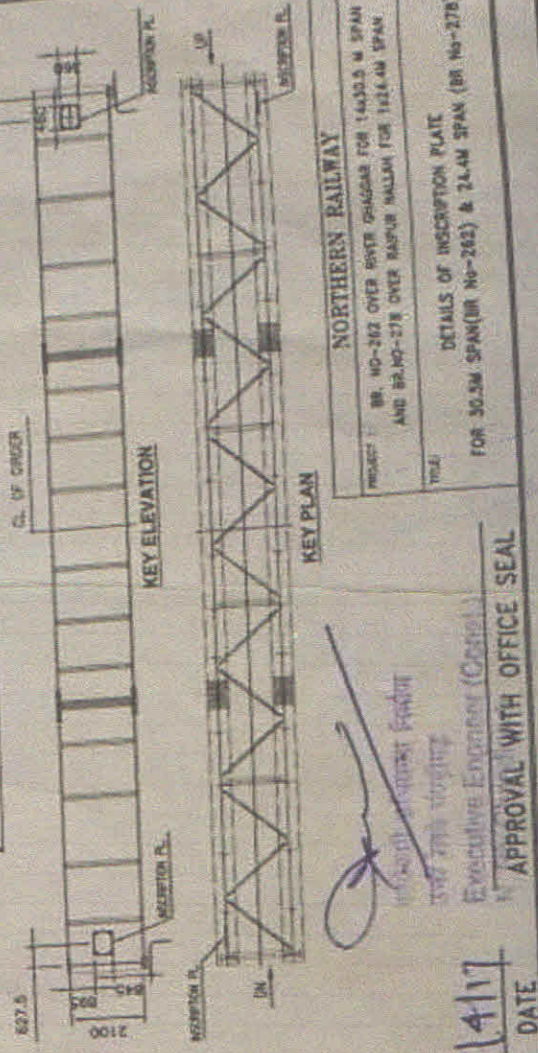 CL. OF GIRDER
627.5
2100
INSCRIPTION PL.
INSCRIPTION PL.
KEY ELEVATION
INSCRIPTION PL.
DN
UP
INSCRIPTION PL.
KEY PLAN
NORTHERN RAILWAY
PROJECT : BR. NO-262 OVER RIVER GHAGGAR FOR 14x30.5 M SPAN
AND BR.NO-278 OVER RAIPUR NALLAH FOR 1x24.4M SPAN
TITLE: DETAILS OF INSCRIPTION PLATE
FOR 30.5M SPAN(BR No-262) & 24.4M SPAN (BR No-278
Executive Engineer (Const.)
APPROVAL WITH OFFICE SEAL
4/17
DATE